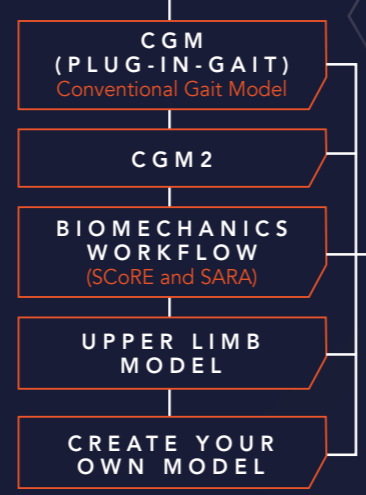 CGM
(PLUG-IN-GAIT)
Conventional Gait Model
CGM2
BIOMECHANICS
WORKFLOW
(SCoRE and SARA)
UPPER LIMB
MODEL
CREATE YOUR
OWN MODEL